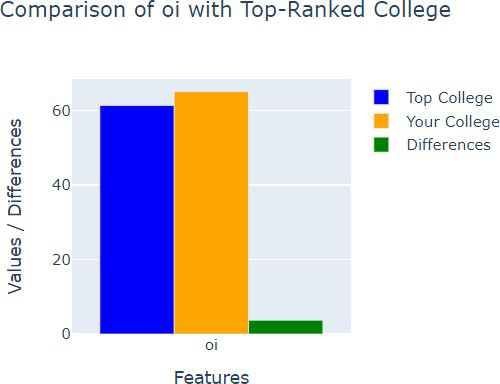 Comparison of oi with Top-Ranked College
Top College
Your College
Differences
Values / Differences
60
40
20
0
oi
Features